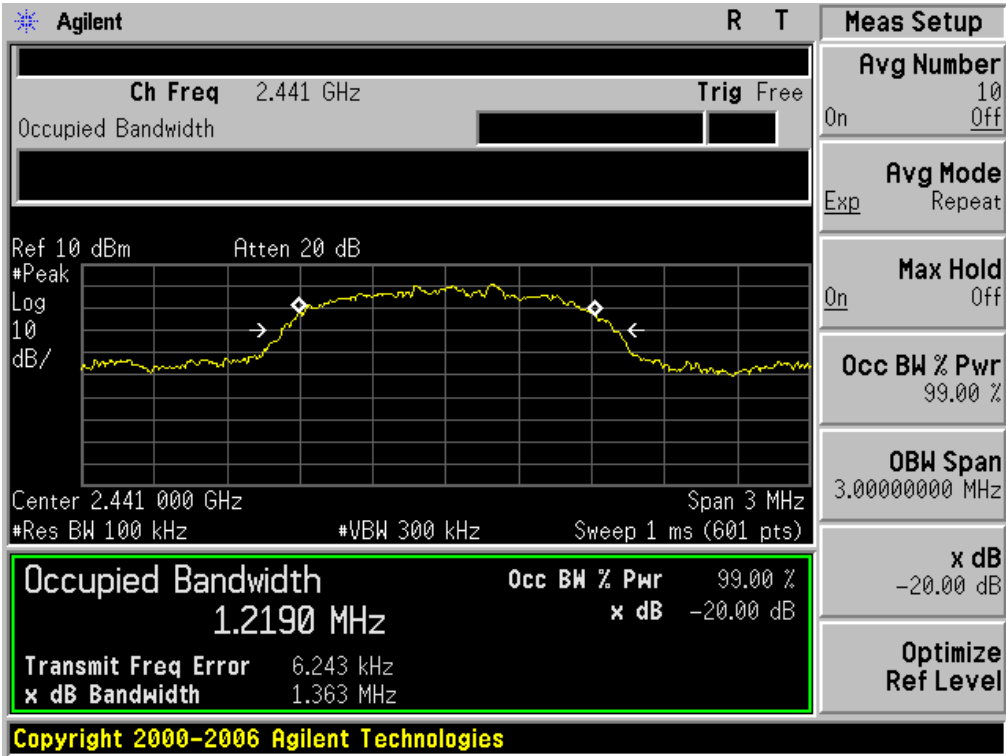 Agilent R T
Ch Freq 2.441 GHz Trig Free
Occupied Bandwidth
Ref 10 dBm Atten 20 dB
#Peak
Log
10
dB/
Center 2.441 000 GHz Span 3 MHz
#Res BW 100 kHz #VBW 300 kHz Sweep 1 ms (601 pts)
Occupied Bandwidth Occ BW % Pwr 99.00 %
1.2190 MHz x dB -20.00 dB
Transmit Freq Error 6.243 kHz
x dB Bandwidth 1.363 MHz
Copyright 2000-2006 Agilent Technologies
Meas Setup
Avg Number
10
On Off
Avg Mode
Exp Repeat
Max Hold
On Off
Occ BW % Pwr
99.00 %
OBW Span
3.00000000 MHz
x dB
-20.00 dB
Optimize
Ref Level